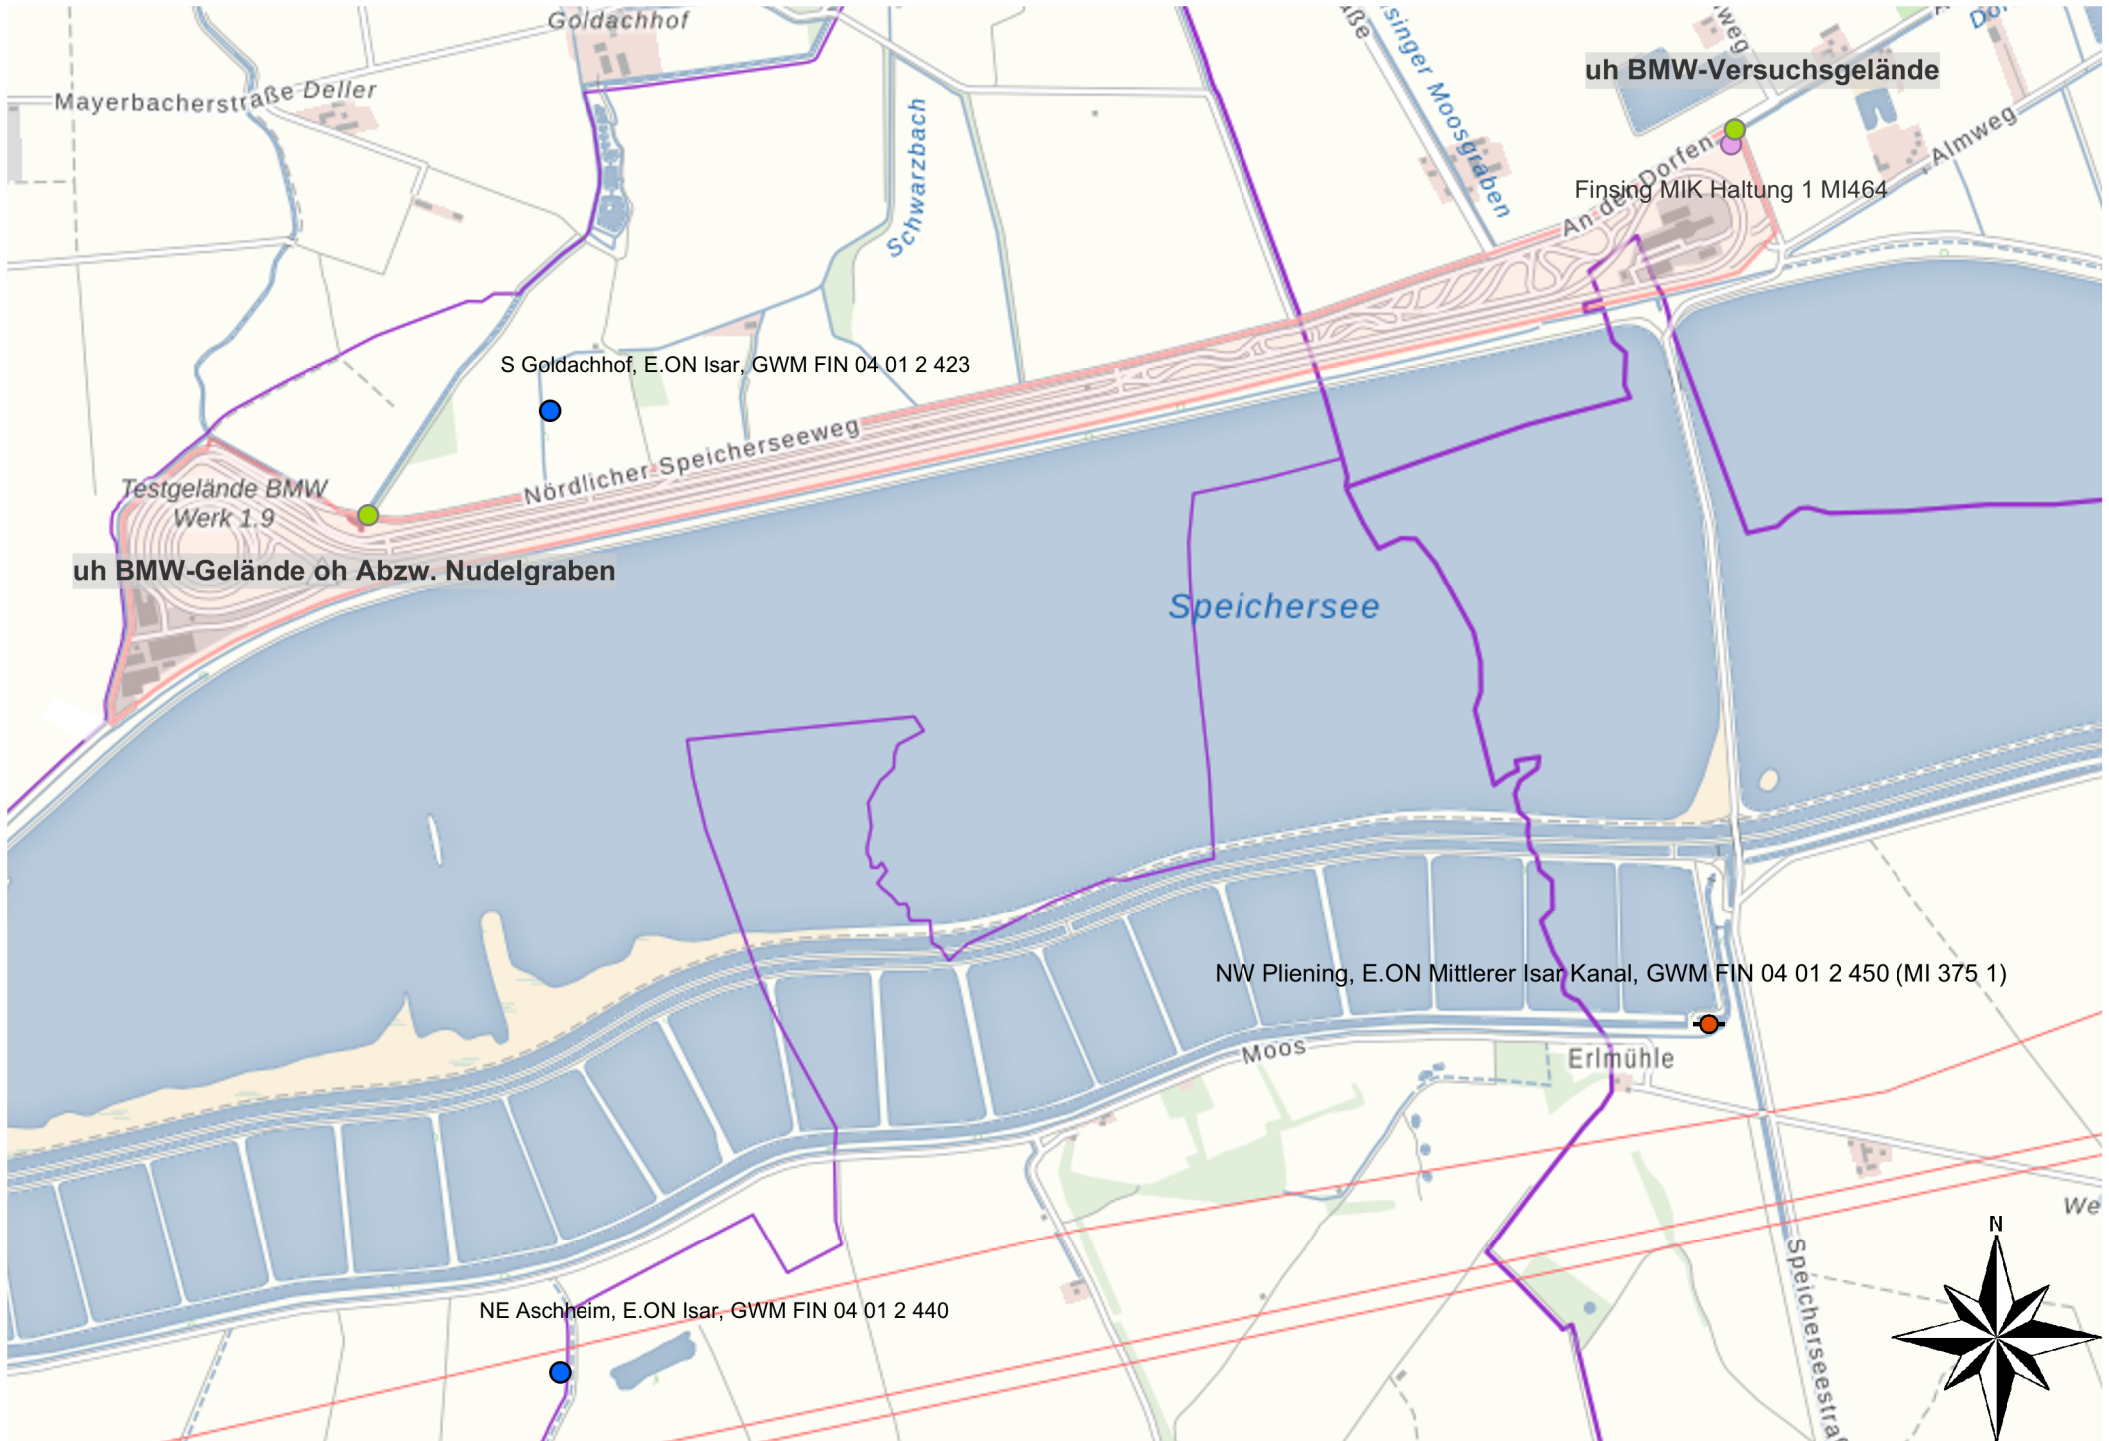 Goldachhof
uh BMW-Versuchsgelände
Mayerbacherstraße Deller
Schwarzbach
Moosgraben
Almweg
An der Dorfen
Finsing MIK Haltung 1 MI464
S Goldachhof, E.ON Isar, GWM FIN 04 01 2 423
Nördlicher Speicherseeweg
Testgelände BMW
Werk 1.9
uh BMW-Gelände oh Abzw. Nudelgraben
Speichersee
NW Pliening, E.ON Mittlerer Isar Kanal, GWM FIN 04 01 2 450 (MI 375 1)
Moos
Erlmühle
We
N
NE Aschheim, E.ON Isar, GWM FIN 04 01 2 440
Speicherseestra